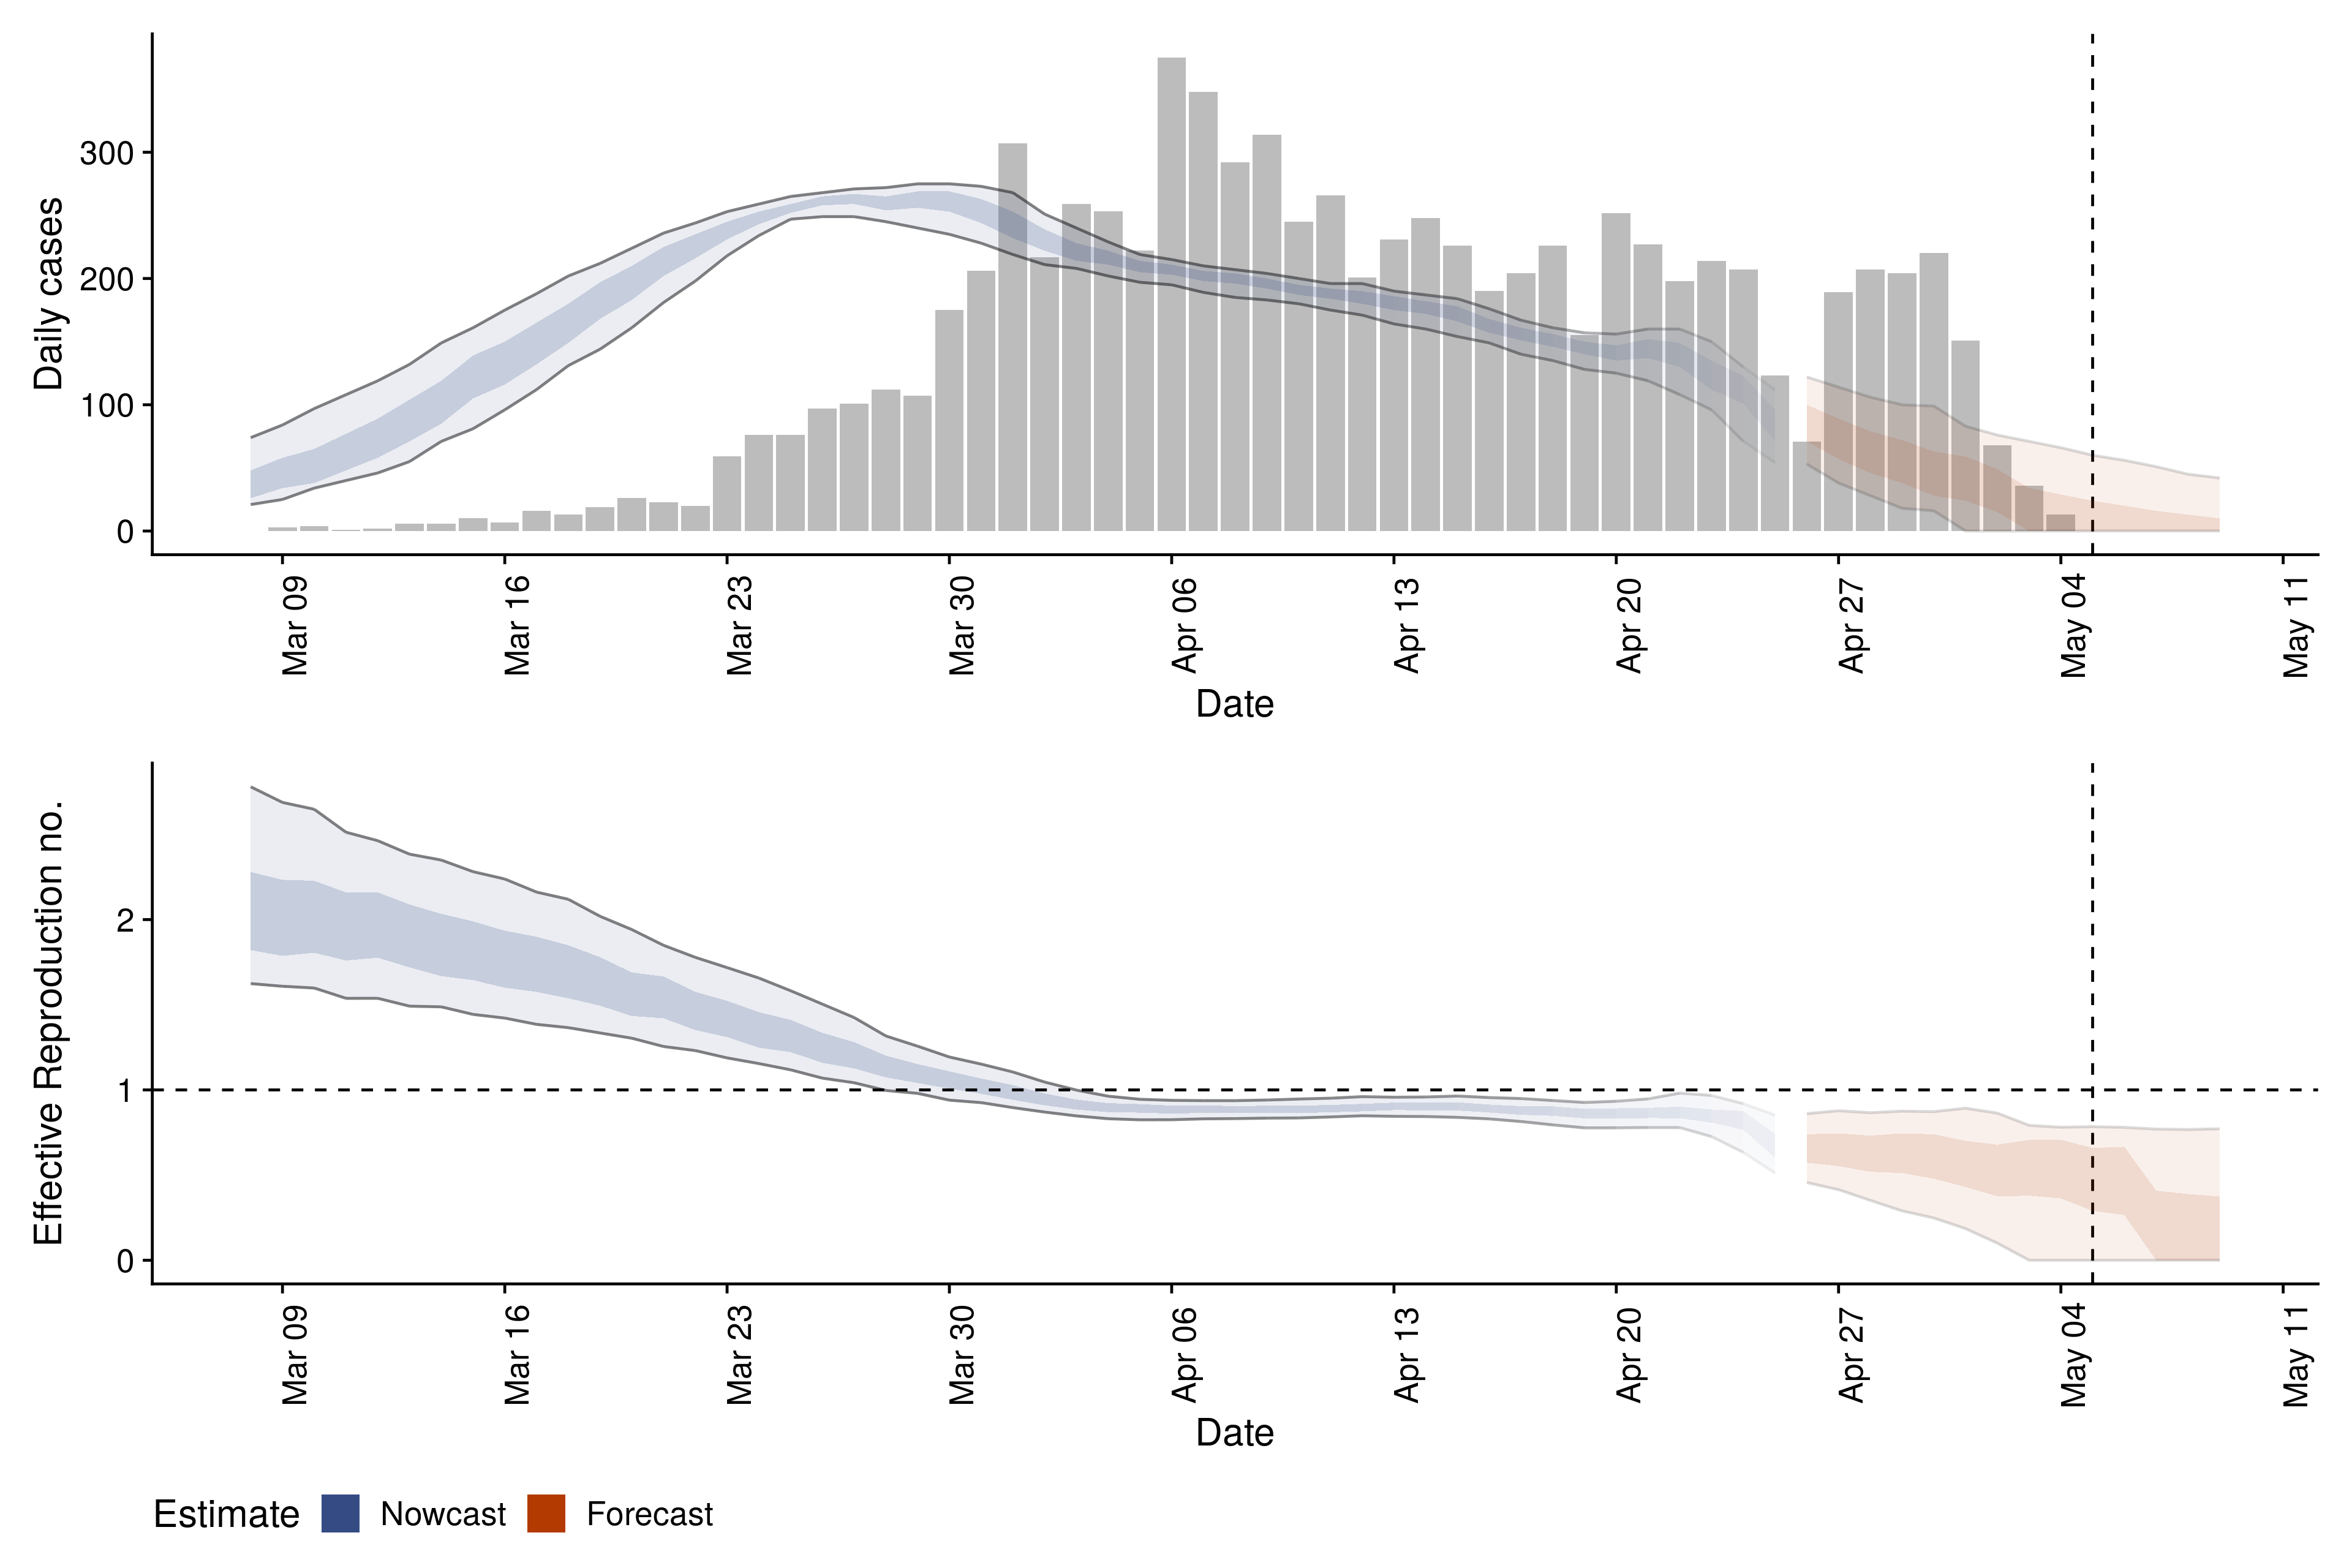 Daily cases
300
200
100
0
Mar 09
Mar 16
Mar 23
Mar 30
Apr 06
Apr 13
Apr 20
Apr 27
May 04
May 11
Date
Effective Reproduction no.
2
1
0
Mar 09
Mar 16
Mar 23
Mar 30
Apr 06
Apr 13
Apr 20
Apr 27
May 04
May 11
Date
Estimate Nowcast Forecast